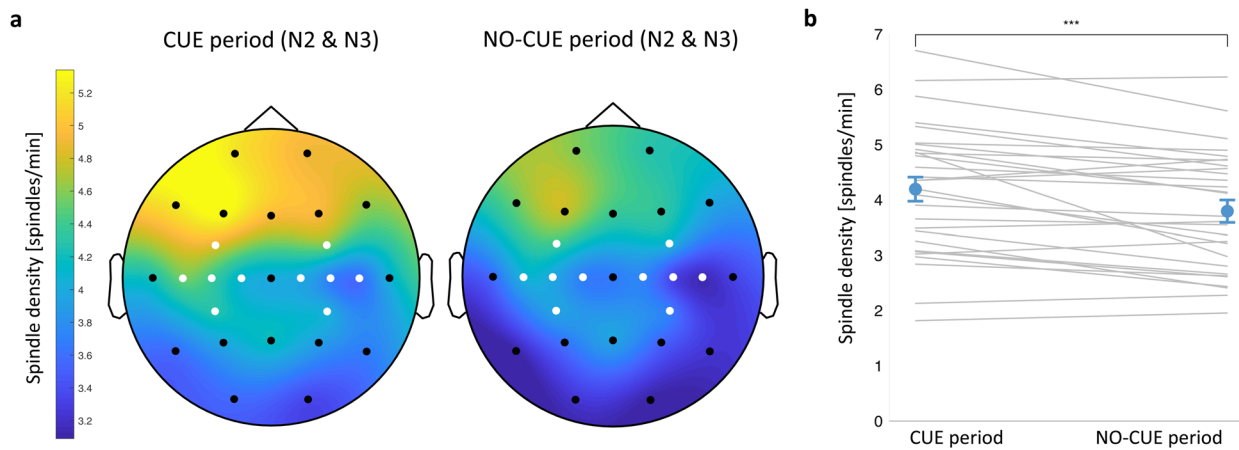 a
CUE period (N2 & N3)
NO-CUE period (N2 & N3)
Spindle density [spindles/min]
5.2
5
4.8
4.6
4.4
4.2
4
3.8
3.6
3.4
3.2
b
***
Spindle density [spindles/min]
7
6
5
4
3
2
1
0
CUE period
NO-CUE period